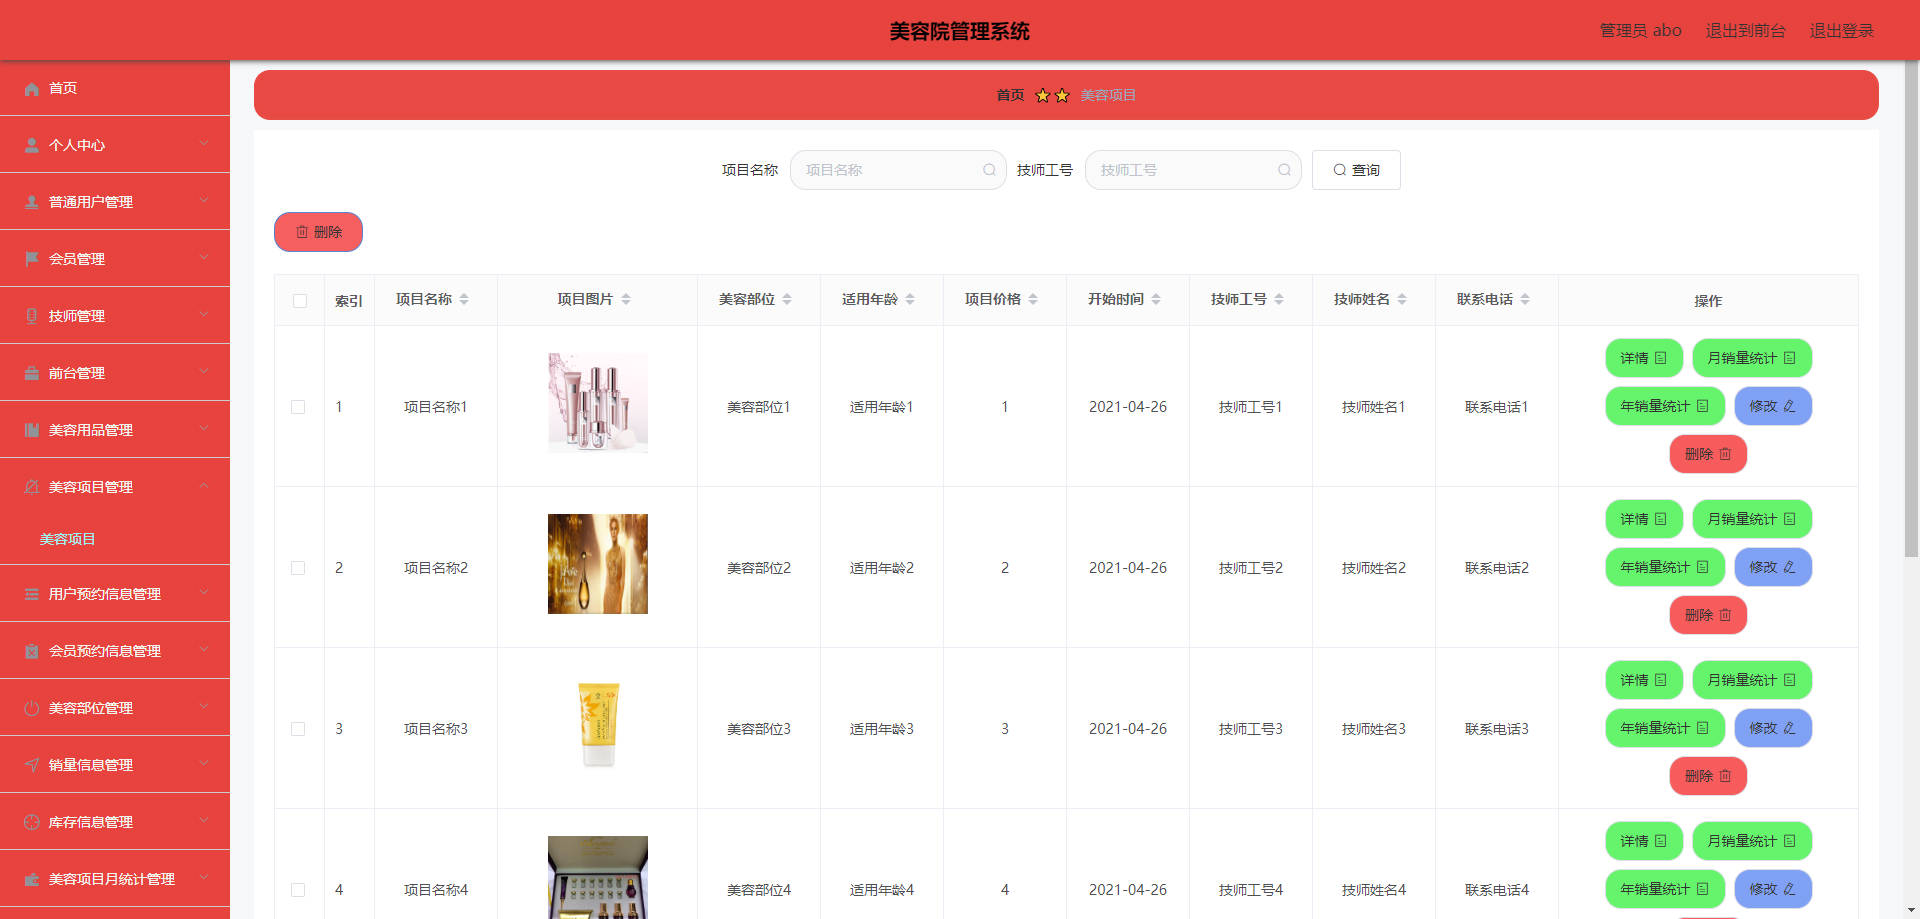 美容院管理系统
管理员 abo 退出到前台 退出登录
首页
个人中心
普通用户管理
会员管理
技师管理
前台管理
美容用品管理
美容项目管理
美容项目
用户预约信息管理
会员预约信息管理
美容部位管理
销量信息管理
库存信息管理
美容项目月统计管理
首页 美容项目
项目名称 项目名称 技师工号 技师工号 查询
删除
索引 项目名称 项目图片 美容部位 适用年龄 项目价格 开始时间 技师工号 技师姓名 联系电话 操作
1 项目名称1 美容部位1 适用年龄1 1 2021-04-26 技师工号1 技师姓名1 联系电话1
详情 月销量统计
年销量统计 修改
删除
2 项目名称2 美容部位2 适用年龄2 2 2021-04-26 技师工号2 技师姓名2 联系电话2
详情 月销量统计
年销量统计 修改
删除
3 项目名称3 美容部位3 适用年龄3 3 2021-04-26 技师工号3 技师姓名3 联系电话3
详情 月销量统计
年销量统计 修改
删除
4 项目名称4 美容部位4 适用年龄4 4 2021-04-26 技师工号4 技师姓名4 联系电话4
详情 月销量统计
年销量统计 修改